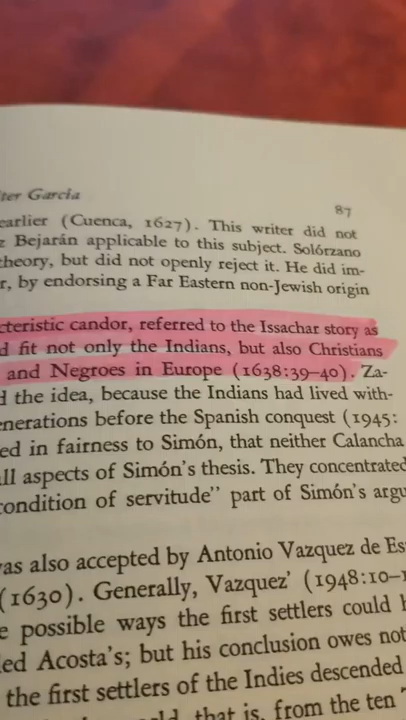 ter Garcia
87
earlier (Cuenca, 1627). This writer did not
z Bejarán applicable to this subject. Solórzano
theory, but did not openly reject it. He did im-
r, by endorsing a Far Eastern non-Jewish origin
cteristic candor, referred to the Issachar story as
d fit not only the Indians, but also Christians
and Negroes in Europe (1638:39-40). Za-
d the idea, because the Indians had lived with-
enerations before the Spanish conquest (1945:
ed in fairness to Simón, that neither Calancha
ll aspects of Simón's thesis. They concentrated
condition of servitude" part of Simón's argu
was also accepted by Antonio Vazquez de Es
(1630). Generally, Vazquez' (1948:10-1
e possible ways the first settlers could h
led Acosta's; but his conclusion owes not
the first settlers of the Indies descended
that is, from the ten